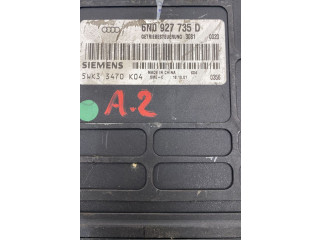 6N0 927 735 D
GETRIEBESTEUERUNG
SIEMENS
MADE IN CHINA
5WK3 3470 K04
A.2